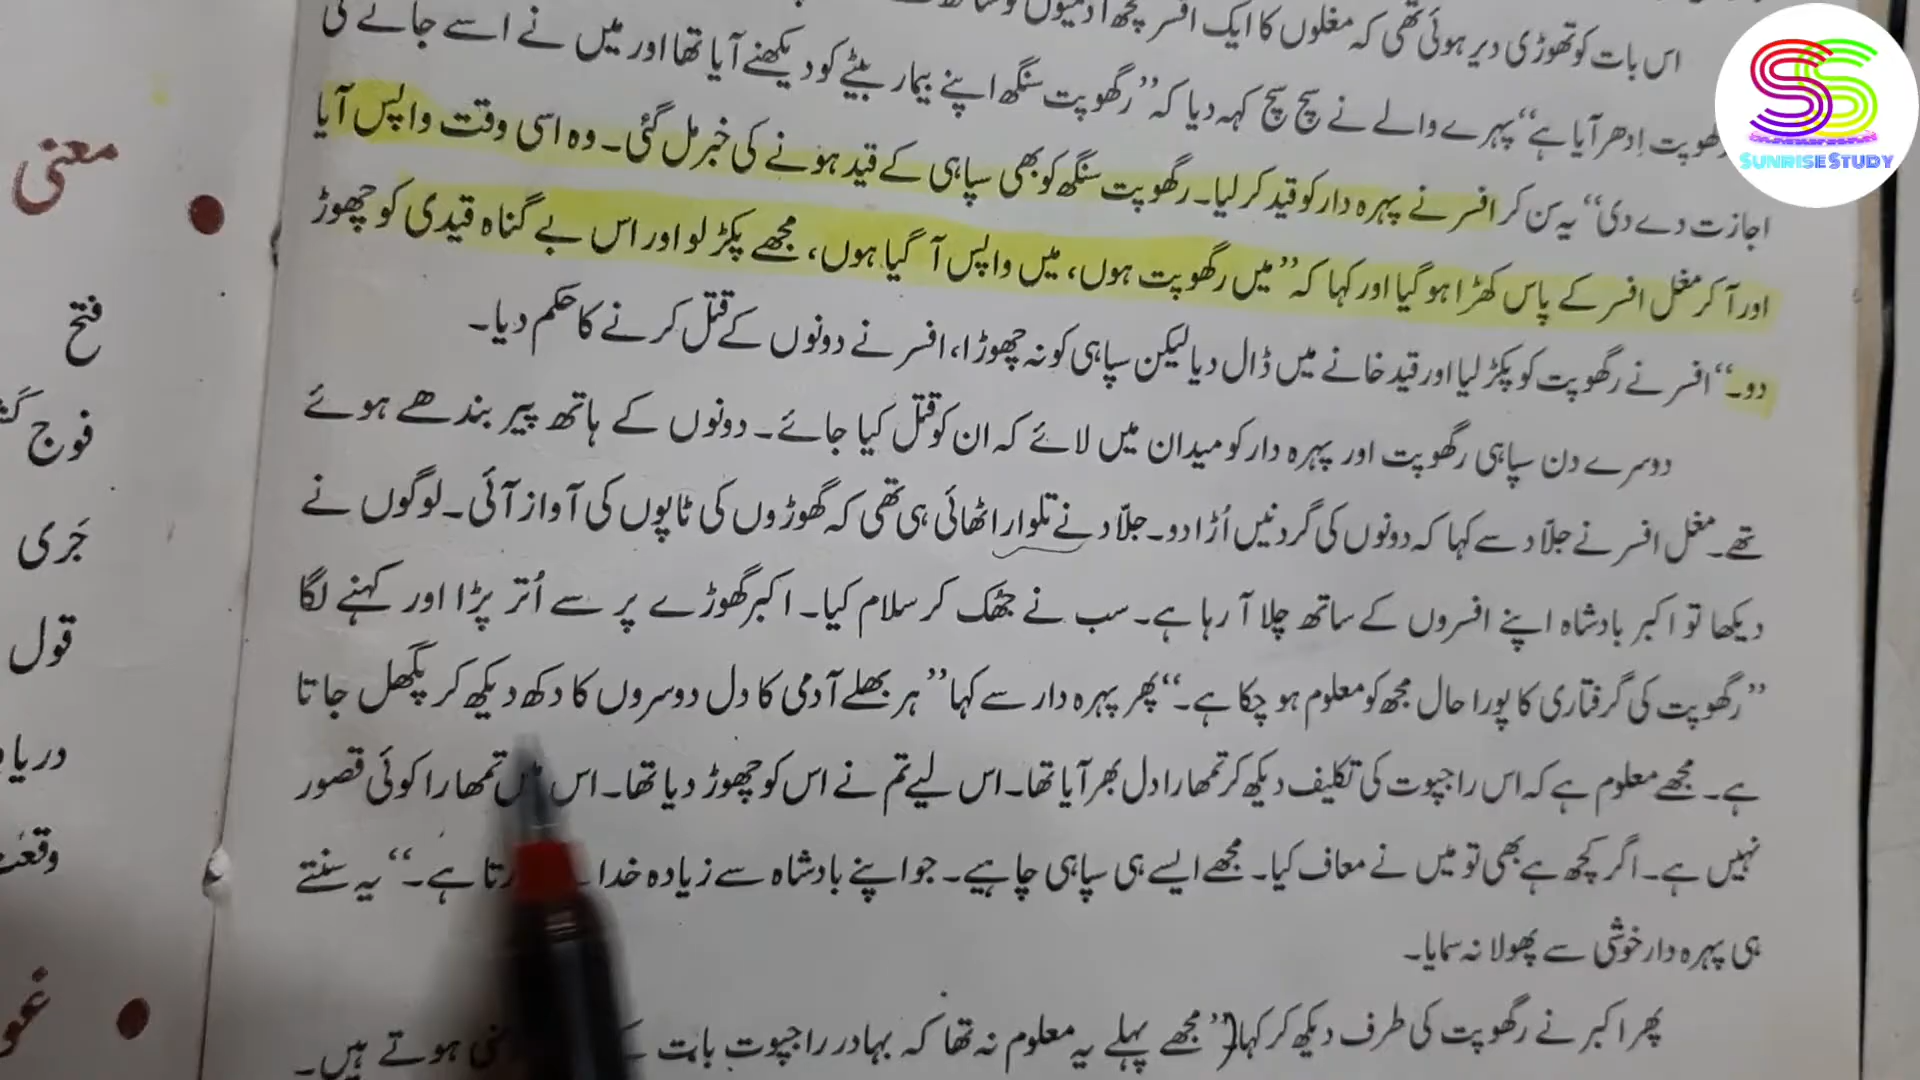 اس بات کو تھوڑی دیر ہوئی تھی کہ مغلوں کا ایک افسر کچھ آدمیوں
رگھوپت اِدھر آیا ہے“ پہرے والے نے سچ سچ کہہ دیا کہ ”رگھوپت سنگھ اپنے بیمار بیٹے کو دیکھنے آیا تھا اور میں نے اسے جانے کی
اجازت دے دی“ یہ سن کر افسر نے پہرہ دار کو قید کر لیا۔ رگھوپت سنگھ کو بھی سپاہی کے قید ہونے کی خبر مل گئی۔ وہ اسی وقت واپس آیا
اور آ کر مغل افسر کے پاس کھڑا ہو گیا اور کہا کہ ”میں رگھوپت ہوں، میں واپس آ گیا ہوں، مجھے پکڑ لو اور اس بے گناہ قیدی کو چھوڑ
دو۔“ افسر نے رگھوپت کو پکڑ لیا اور قید خانے میں ڈال دیا لیکن سپاہی کو نہ چھوڑا، افسر نے دونوں کے قتل کرنے کا حکم دیا۔
دوسرے دن سپاہی رگھوپت اور پہرہ دار کو میدان میں لائے کہ ان کو قتل کیا جائے۔ دونوں کے ہاتھ پیر بندھے ہوئے
تھے۔ مغل افسر نے جلّاد سے کہا کہ دونوں کی گردنیں اُڑا دو۔ جلّاد نے تلوار اٹھائی ہی تھی کہ گھوڑوں کی ٹاپوں کی آواز آئی۔ لوگوں نے
دیکھا تو اکبر بادشاہ اپنے افسروں کے ساتھ چلا آ رہا ہے۔ سب نے جھک کر سلام کیا۔ اکبر گھوڑے پر سے اُتر پڑا اور کہنے لگا
”رگھوپت کی گرفتاری کا پورا حال مجھ کو معلوم ہو چکا ہے۔“ پھر پہرہ دار سے کہا ”ہر بھلے آدمی کا دل دوسروں کا دکھ دیکھ کر پگھل جاتا
ہے۔ مجھے معلوم ہے کہ اس راجپوت کی تکلیف دیکھ کر تمھارا دل بھر آیا تھا۔ اس لیے تم نے اس کو چھوڑ دیا تھا۔ اس میں تمھارا کوئی قصور
نہیں ہے۔ اگر کچھ ہے بھی تو میں نے معاف کیا۔ مجھے ایسے ہی سپاہی چاہیے۔ جو اپنے بادشاہ سے زیادہ خدا ہے۔“ یہ سنتے
ہی پہرہ دار خوشی سے پھولا نہ سمایا۔
پھر اکبر نے رگھوپت کی طرف دیکھ کر کہا ”مجھے پہلے یہ معلوم نہ تھا کہ بہادر راجپوت بات ہوتے ہیں۔
معنی
فتح
فوج
جَری
قول
SUNRISESTUDY